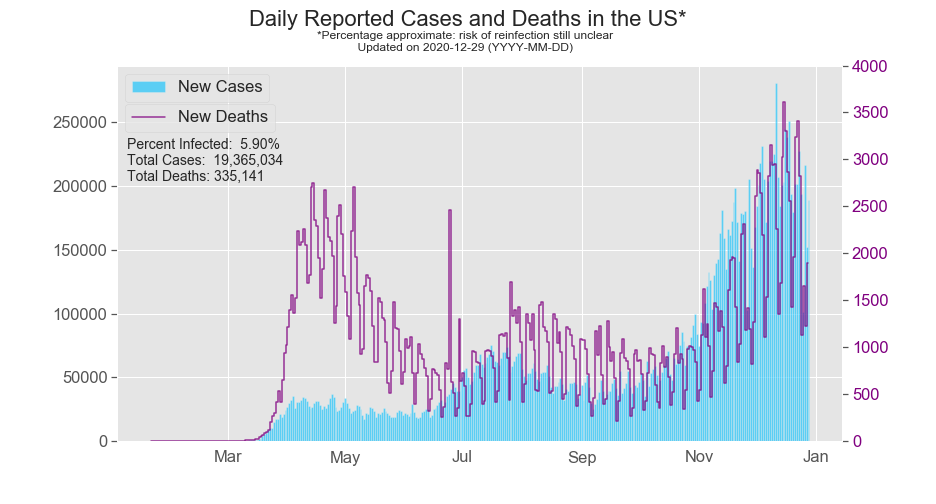 Daily Reported Cases and Deaths in the US*
*Percentage approximate: risk of reinfection still unclear
Updated on 2020-12-29 (YYYY-MM-DD)
New Cases
New Deaths
Percent Infected: 5.90%
Total Cases: 19,365,034
Total Deaths: 335,141
250000
200000
150000
100000
50000
0
4000
3500
3000
2500
2000
1500
1000
500
0
Mar May Jul Sep Nov Jan